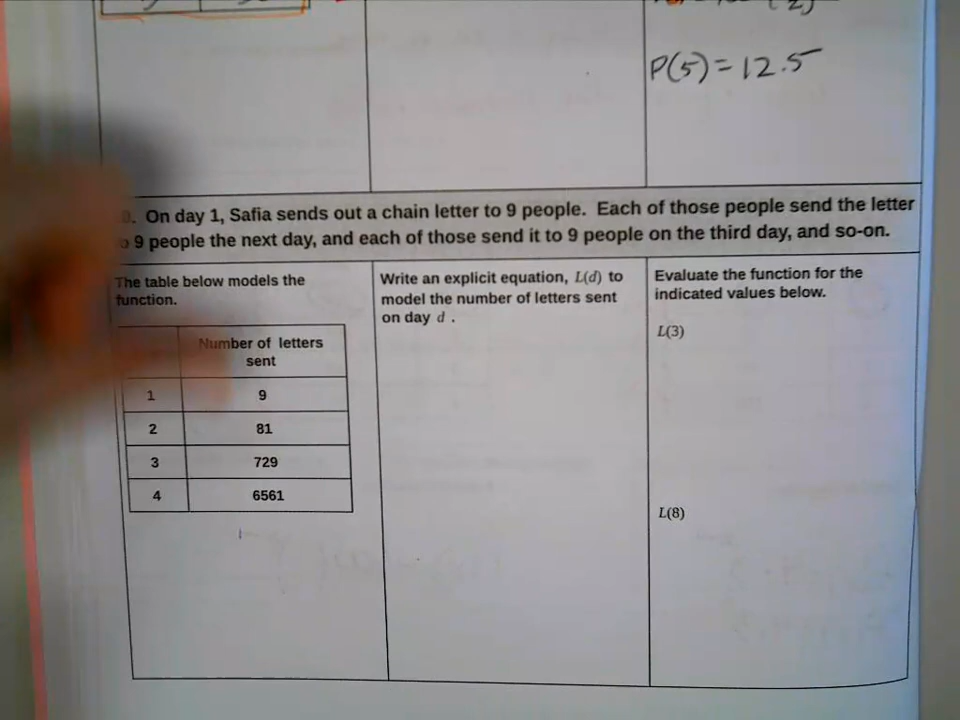 P(5) = 12.5
On day 1, Safia sends out a chain letter to 9 people. Each of those people send the letter
9 people the next day, and each of those send it to 9 people on the third day, and so-on.
The table below models the
function.
Number of letters
sent
1 9
2 81
3 729
4 6561
Write an explicit equation, L(d) to
model the number of letters sent
on day d .
Evaluate the function for the
indicated values below.
L(3)
L(8)